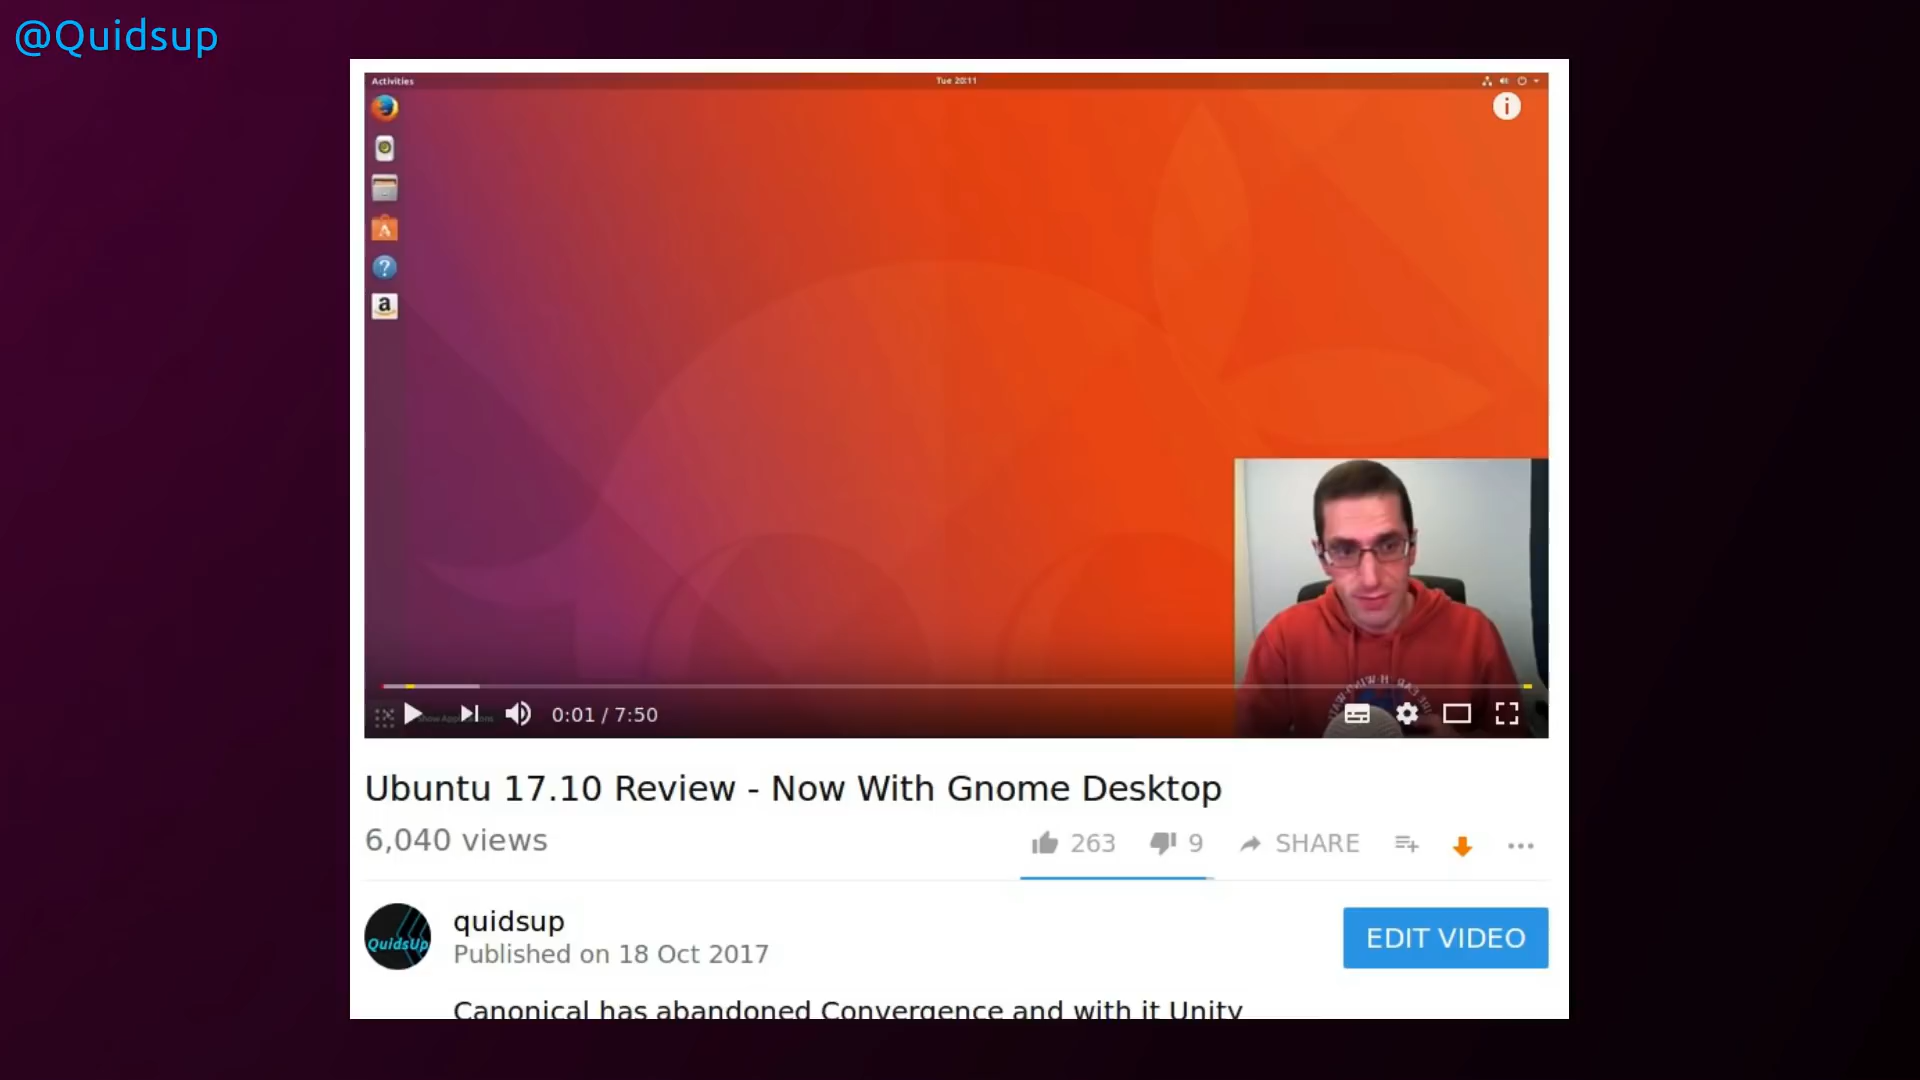 @Quidsup
Activities
Tue 20:11
0:01 / 7:50
Ubuntu 17.10 Review - Now With Gnome Desktop
6,040 views
263
9
SHARE
QuidsUp
quidsup
Published on 18 Oct 2017
EDIT VIDEO
Canonical has abandoned Convergence and with it Unity